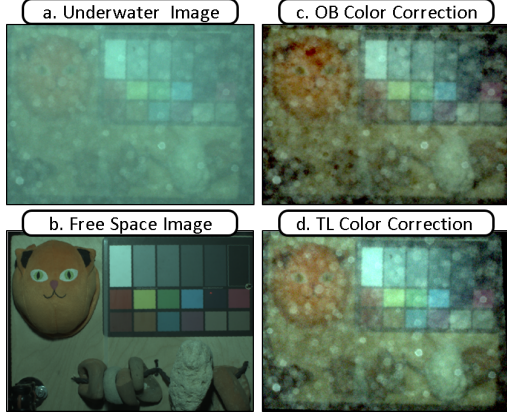 a. Underwater Image
c. OB Color Correction
b. Free Space Image
d. TL Color Correction